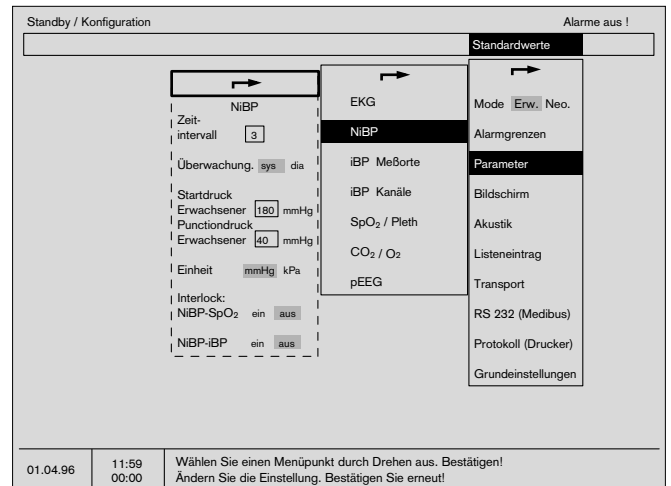 Standby / Konfiguration
Alarme aus !
Standardwerte
NiBP
Zeit-
intervall 3
Überwachung. sys dia
Startdruck
Erwachsener 180 mmHg
Punctiondruck
Erwachsener 40 mmHg
Einheit mmHg kPa
Interlock:
NiBP-SpO₂ ein aus
NiBP-iBP ein aus
EKG
NiBP
iBP Meßorte
iBP Kanäle
SpO₂ / Pleth
CO₂ / O₂
pEEG
Mode Erw. Neo.
Alarmgrenzen
Parameter
Bildschirm
Akustik
Listeneintrag
Transport
RS 232 (Medibus)
Protokoll (Drucker)
Grundeinstellungen
01.04.96
11:59
00:00
Wählen Sie einen Menüpunkt durch Drehen aus. Bestätigen!
Ändern Sie die Einstellung. Bestätigen Sie erneut!